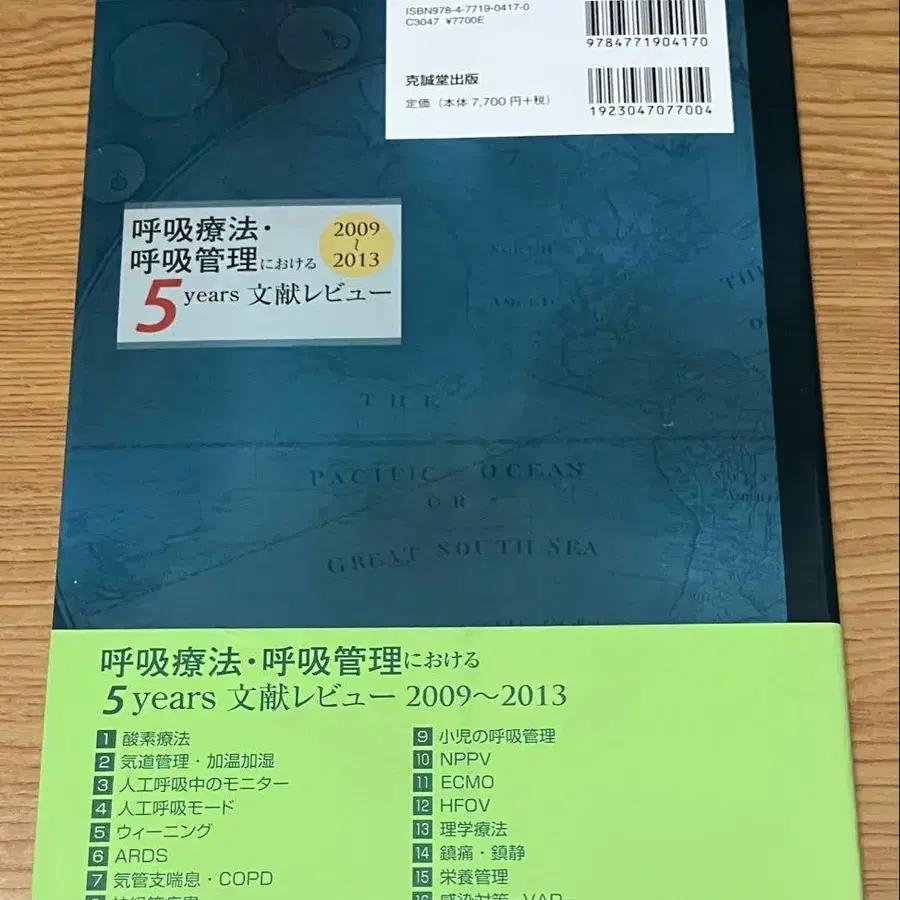 ISBN978-4-7719-0417-0
C3047 ¥7700E
9784771904170
克誠堂出版
定価（本体 7,700 円+税）
1923047077004
呼吸療法・
呼吸管理における
2009
～
2013
5 years 文献レビュー
AMERICA
THE
PACIFIC OCEAN
OR
GREAT SOUTH SEA
呼吸療法・呼吸管理における
5 years 文献レビュー 2009～2013
1 酸素療法
2 気道管理・加温加湿
3 人工呼吸中のモニター
4 人工呼吸モード
5 ウィーニング
6 ARDS
7 気管支喘息・COPD
9 小児の呼吸管理
10 NPPV
11 ECMO
12 HFOV
13 理学療法
14 鎮痛・鎮静
15 栄養管理